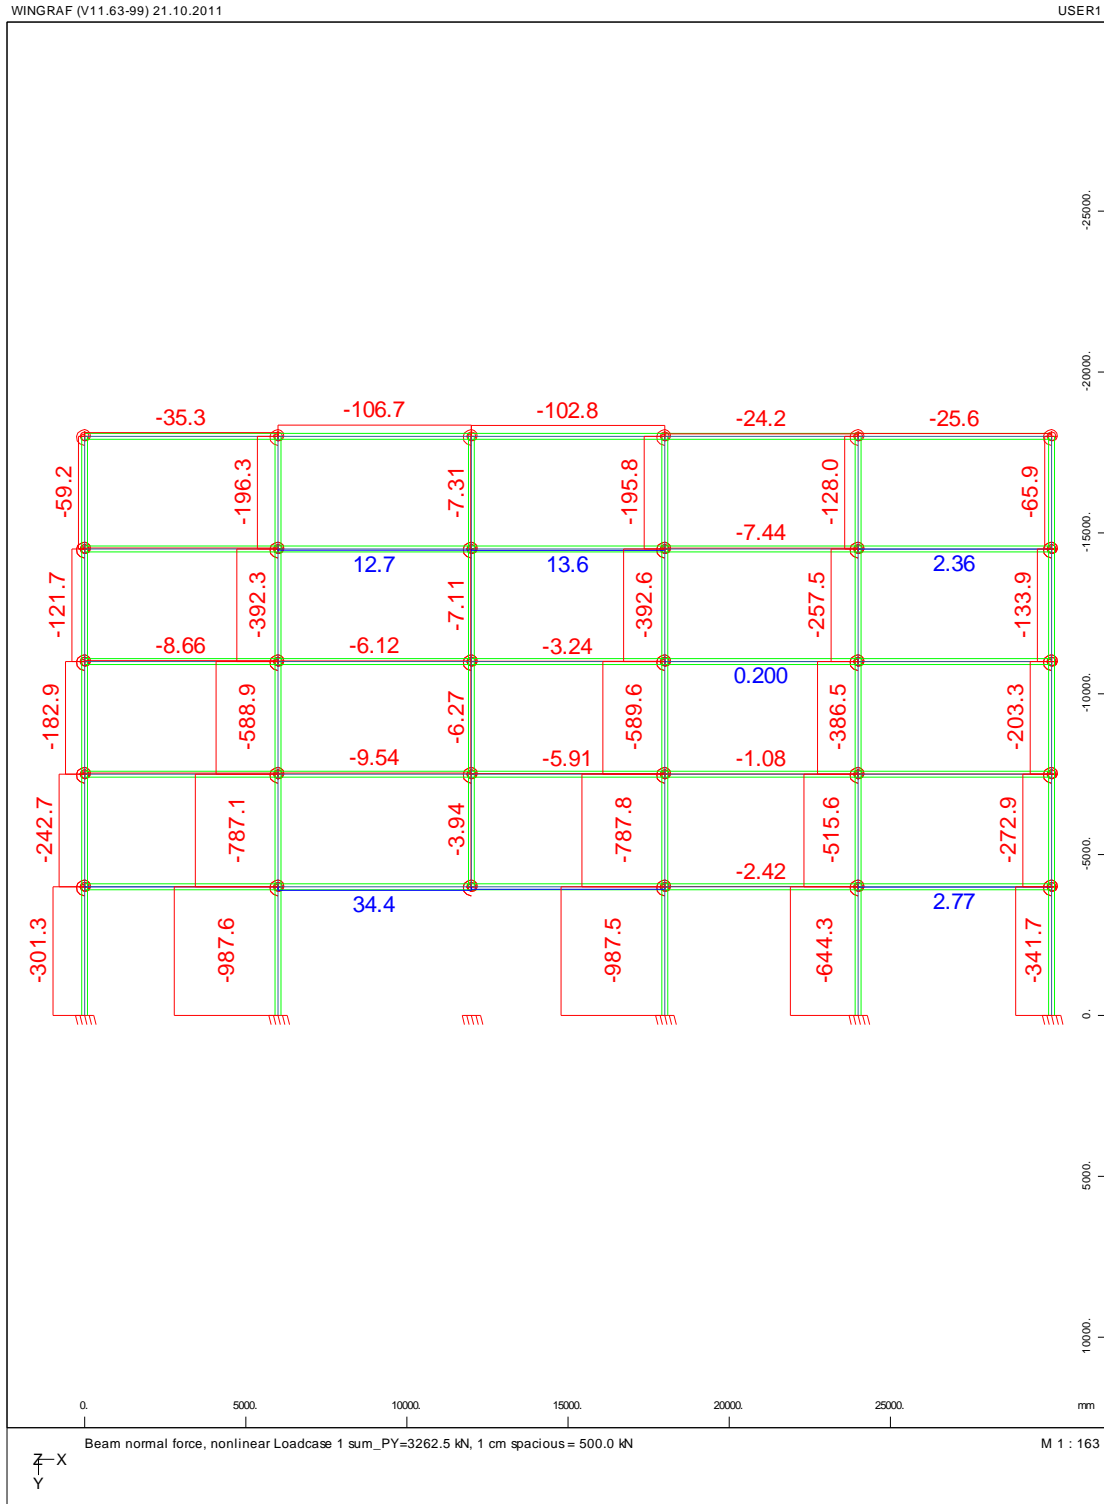 WINGRAF (V11.63-99) 21.10.2011 USER1
-25000.
-20000.
-35.3 -106.7 -102.8 -24.2 -25.6
-59.2 -196.3 -7.31 -195.8 -128.0 -65.9
-15000.
-7.44
12.7 13.6 2.36
-121.7 -392.3 -7.11 -392.6 -257.5 -133.9
-8.66 -6.12 -3.24
0.200
-10000.
-182.9 -588.9 -6.27 -589.6 -386.5 -203.3
-9.54 -5.91 -1.08
-242.7 -787.1 -3.94 -787.8 -515.6 -272.9
-5000.
-2.42
34.4 2.77
-301.3 -987.6 -987.5 -644.3 -341.7
0.
5000.
10000.
0. 5000. 10000. 15000. 20000. 25000. mm
Beam normal force, nonlinear Loadcase 1 sum_PY=3262.5 kN, 1 cm spacious = 500.0 kN M 1 : 163
Z X
Y